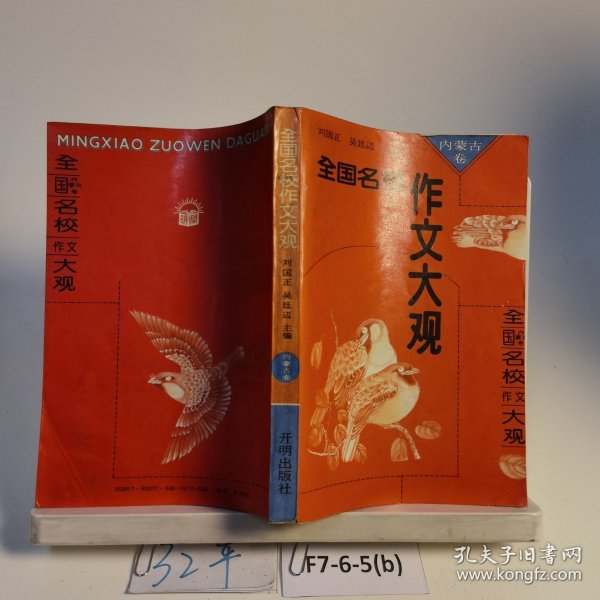 MINGXIAO ZUOWEN DAGUAN
全
国
名
校
作文
大
观
全国名校作文大观
刘国正 吴廷迈 主编
内蒙古卷
开明出版社
刘国正 吴廷迈
内蒙古
卷
全国名
作文大观
全
国
名
校
作文
大
观
32平
F7-6-5(b)
孔夫子旧书网
www.kongfz.com